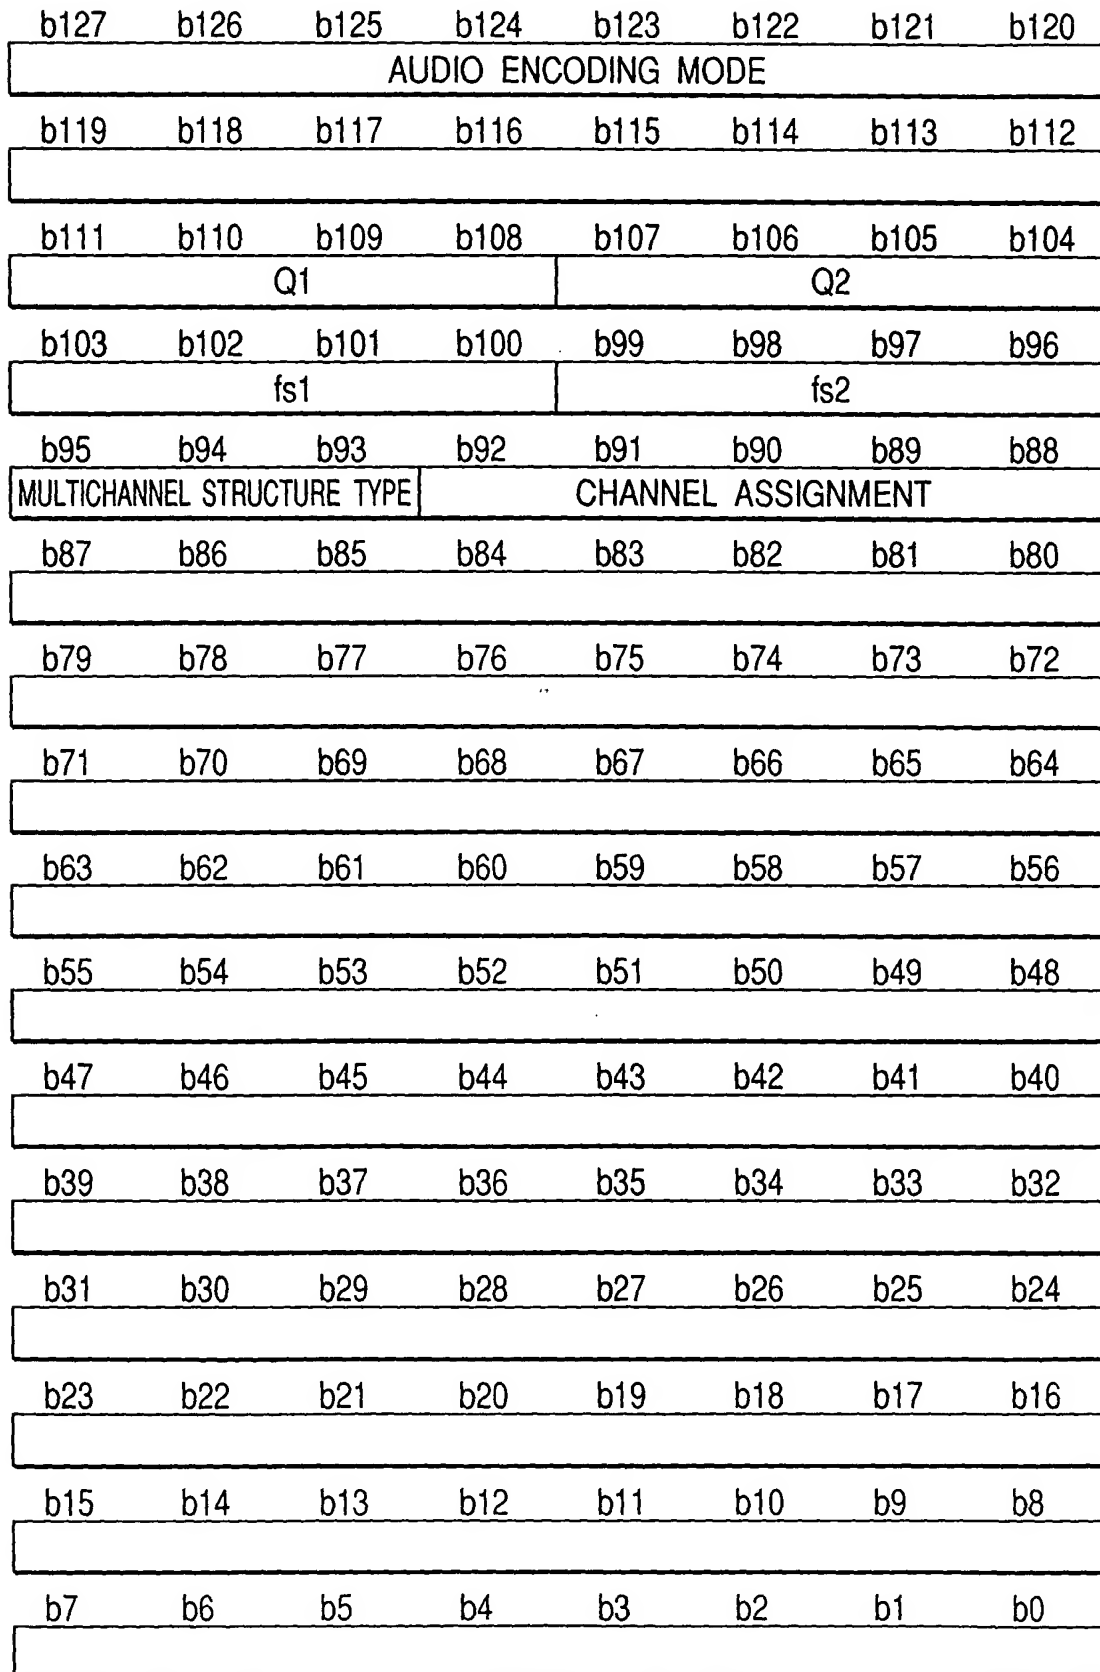 b127 b126 b125 b124 b123 b122 b121 b120
AUDIO ENCODING MODE
b119 b118 b117 b116 b115 b114 b113 b112
b111 b110 b109 b108 b107 b106 b105 b104
Q1 Q2
b103 b102 b101 b100 b99 b98 b97 b96
fs1 fs2
b95 b94 b93 b92 b91 b90 b89 b88
MULTICHANNEL STRUCTURE TYPE CHANNEL ASSIGNMENT
b87 b86 b85 b84 b83 b82 b81 b80
b79 b78 b77 b76 b75 b74 b73 b72
b71 b70 b69 b68 b67 b66 b65 b64
b63 b62 b61 b60 b59 b58 b57 b56
b55 b54 b53 b52 b51 b50 b49 b48
b47 b46 b45 b44 b43 b42 b41 b40
b39 b38 b37 b36 b35 b34 b33 b32
b31 b30 b29 b28 b27 b26 b25 b24
b23 b22 b21 b20 b19 b18 b17 b16
b15 b14 b13 b12 b11 b10 b9 b8
b7 b6 b5 b4 b3 b2 b1 b0